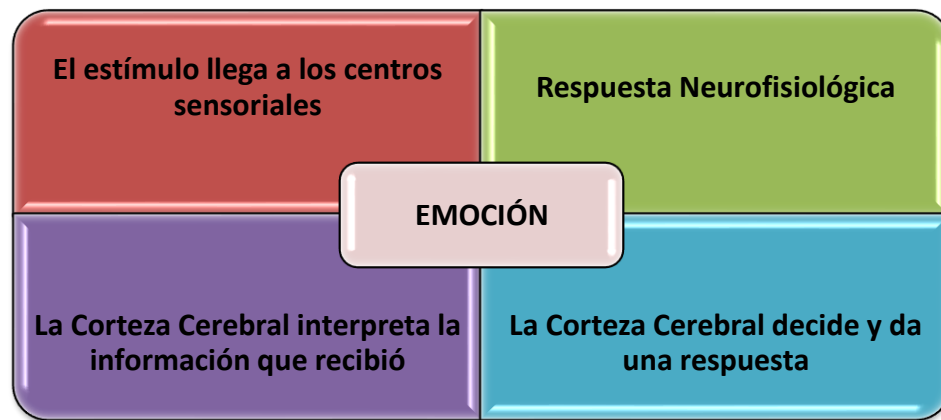 El estímulo llega a los centros
sensoriales
Respuesta Neurofisiológica
EMOCIÓN
La Corteza Cerebral interpreta la
información que recibió
La Corteza Cerebral decide y da
una respuesta